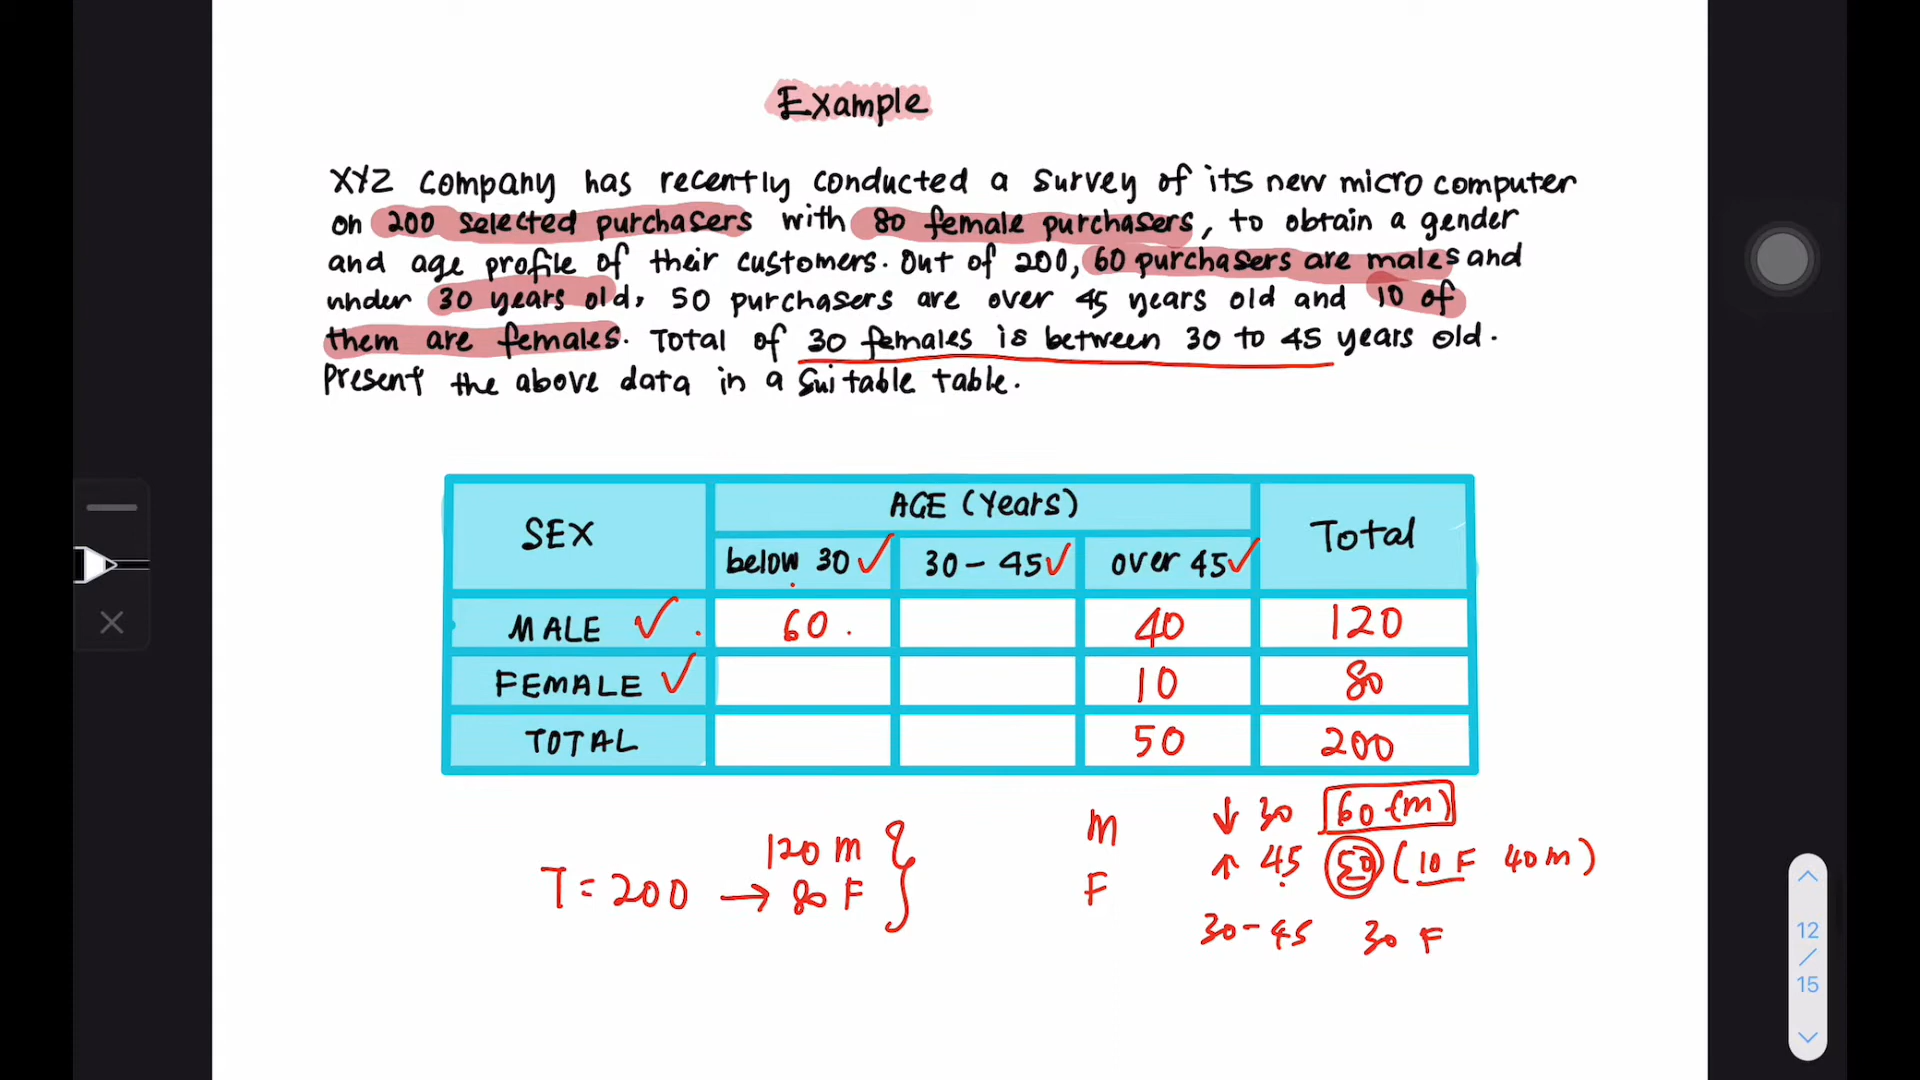 Example
XYZ company has recently conducted a survey of its new micro computer
on 200 selected purchasers with 80 female purchasers, to obtain a gender
and age profile of their customers. Out of 200, 60 purchasers are males and
under 30 years old, 50 purchasers are over 45 years old and 10 of
them are females. Total of 30 females is between 30 to 45 years old.
Present the above data in a suitable table.
SEX AGE (Years) Total
below 30 ✓ 30 - 45 ✓ over 45 ✓
MALE ✓ 60 40 120
FEMALE ✓ 10 80
TOTAL 50 200
T = 200 → 120 m
80 F
M
F
↓ 30 60 (m)
↑ 45 50 (10 F 40 m)
30 - 45 30 F
12
/
15